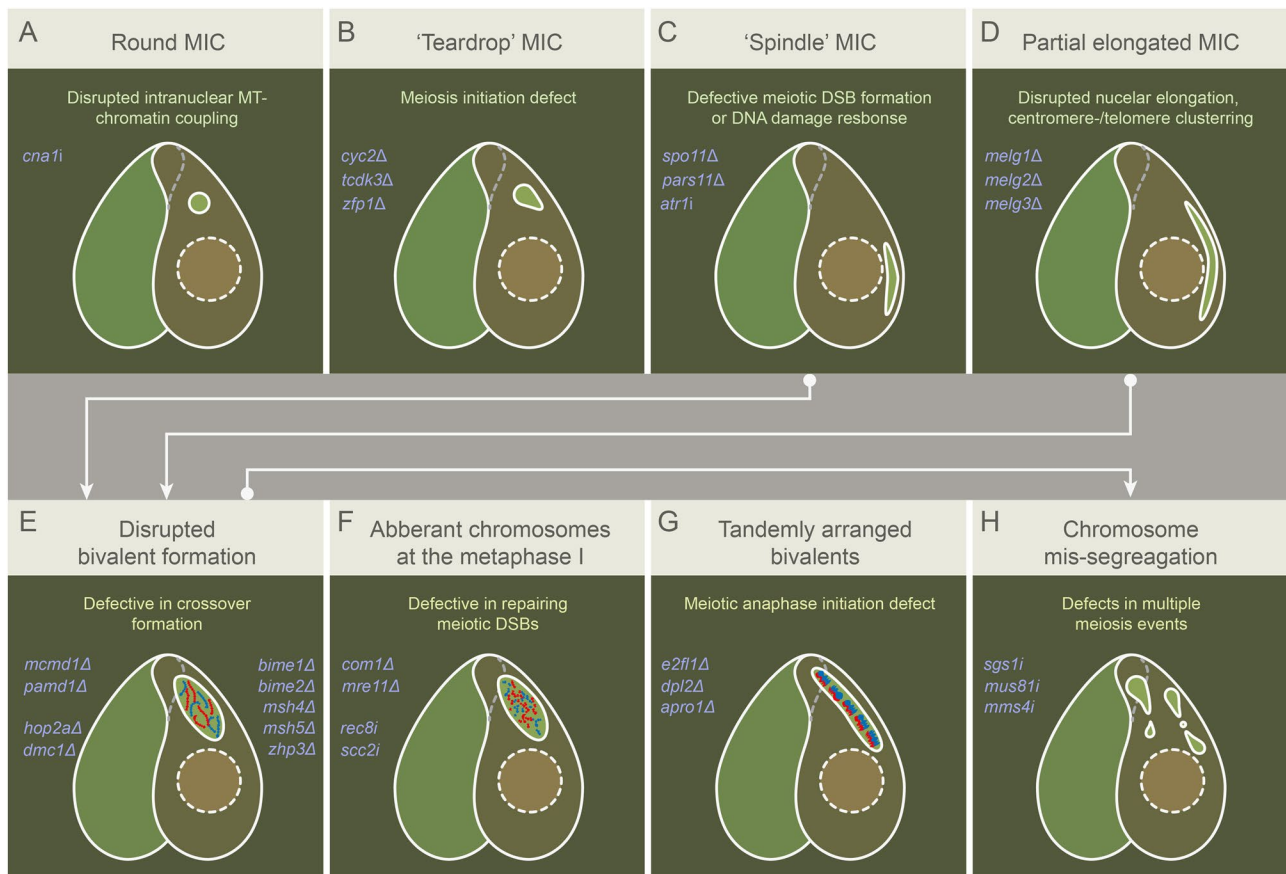 A
Round MIC
Disrupted intranuclear MT-
chromatin coupling
cna1i
B
‘Teardrop’ MIC
Meiosis initiation defect
cyc2Δ
tcdk3Δ
zfp1Δ
C
‘Spindle’ MIC
Defective meiotic DSB formation
or DNA damage response
spo11Δ
pars11Δ
atr1i
D
Partial elongated MIC
Disrupted nucelar elongation,
centromere-/telomere clusterring
melg1Δ
melg2Δ
melg3Δ
E
Disrupted
bivalent formation
Defective in crossover
formation
mcmd1Δ
pamd1Δ
hop2aΔ
dmc1Δ
bime1Δ
bime2Δ
msh4Δ
msh5Δ
zhp3Δ
F
Abberant chromosomes
at the metaphase I
Defective in repairing
meiotic DSBs
com1Δ
mre11Δ
rec8i
scc2i
G
Tandemly arranged
bivalents
Meiotic anaphase initiation defect
e2fl1Δ
dpl2Δ
apro1Δ
H
Chromosome
mis-segreagation
Defects in multiple
meiosis events
sgs1i
mus81i
mms4i